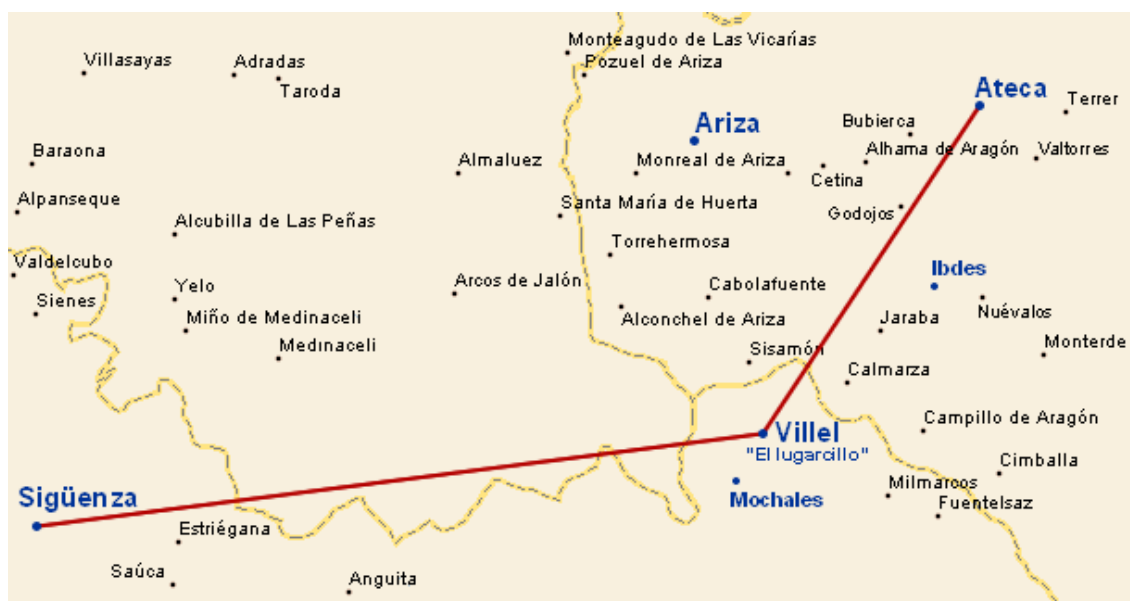 Monteagudo de Las Vicarías
Villasayas
Adradas
Pozuel de Ariza
Taroda
Ateca
Terrer
Ariza
Bubierca
Baraona
Almaluez
Monreal de Ariza
Alhama de Aragón
Valtorres
Cetina
Alpanseque
Alcubilla de Las Peñas
Santa María de Huerta
Godojos
Torrehermosa
Valdelcubo
Ibdes
Sienes
Yelo
Arcos de Jalón
Cabolafuente
Nuévalos
Miño de Medinaceli
Alconchel de Ariza
Jaraba
Medinaceli
Sisamón
Monterde
Calmarza
Campillo de Aragón
Villel
"El lugarcillo"
Cimballa
Sigüenza
Mochales
Milmarcos
Fuentelsaz
Estriégana
Saúca
Anguita